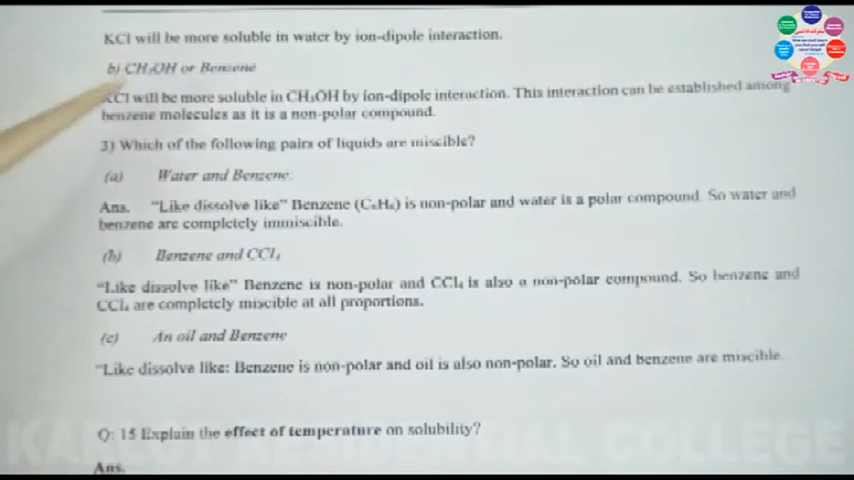 KCl will be more soluble in water by ion-dipole interaction.
b) CH₃OH or Benzene
KCl will be more soluble in CH₃OH by ion-dipole interaction. This interaction can be established among
benzene molecules as it is a non-polar compound.
3) Which of the following pairs of liquids are miscible?
(a) Water and Benzene:
Ans. “Like dissolve like” Benzene (C₆H₆) is non-polar and water is a polar compound. So water and
benzene are completely immiscible.
(b) Benzene and CCl₄
“Like dissolve like” Benzene is non-polar and CCl₄ is also a non-polar compound. So benzene and
CCl₄ are completely miscible at all proportions.
(c) An oil and Benzene
“Like dissolve like: Benzene is non-polar and oil is also non-polar. So oil and benzene are miscible
Q: 15 Explain the effect of temperature on solubility?
Ans.
COLLEGE